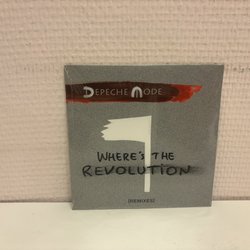 DEPECHE MODE
WHERE'S THE
REVOLUTION
[REMIXES]